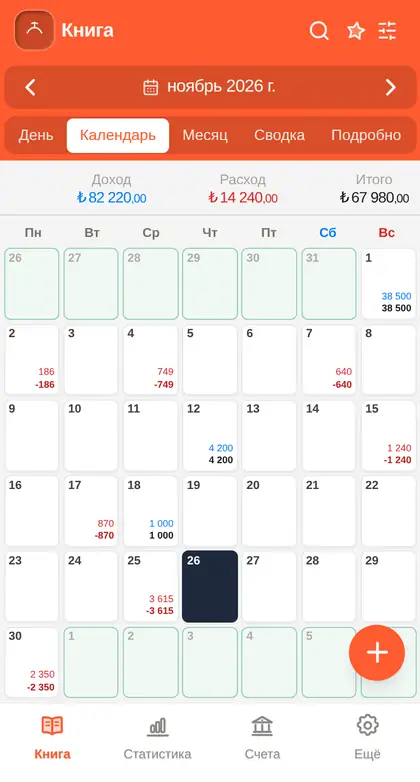 Книга
ноябрь 2026 г.
День Календарь Месяц Сводка Подробно
Доход Расход Итого
₺ 82 220,00 ₺ 14 240,00 ₺ 67 980,00
Пн Вт Ср Чт Пт Сб Вс
26 27 28 29 30 31 1
38 500
38 500
2 3 4 5 6 7 8
186 749 640
-186 -749 -640
9 10 11 12 13 14 15
4 200 1 240
4 200 -1 240
16 17 18 19 20 21 22
870 1 000
-870 1 000
23 24 25 26 27 28 29
3 615
-3 615
30 1 2 3 4 5
2 350
-2 350
Книга Статистика Счета Ещё